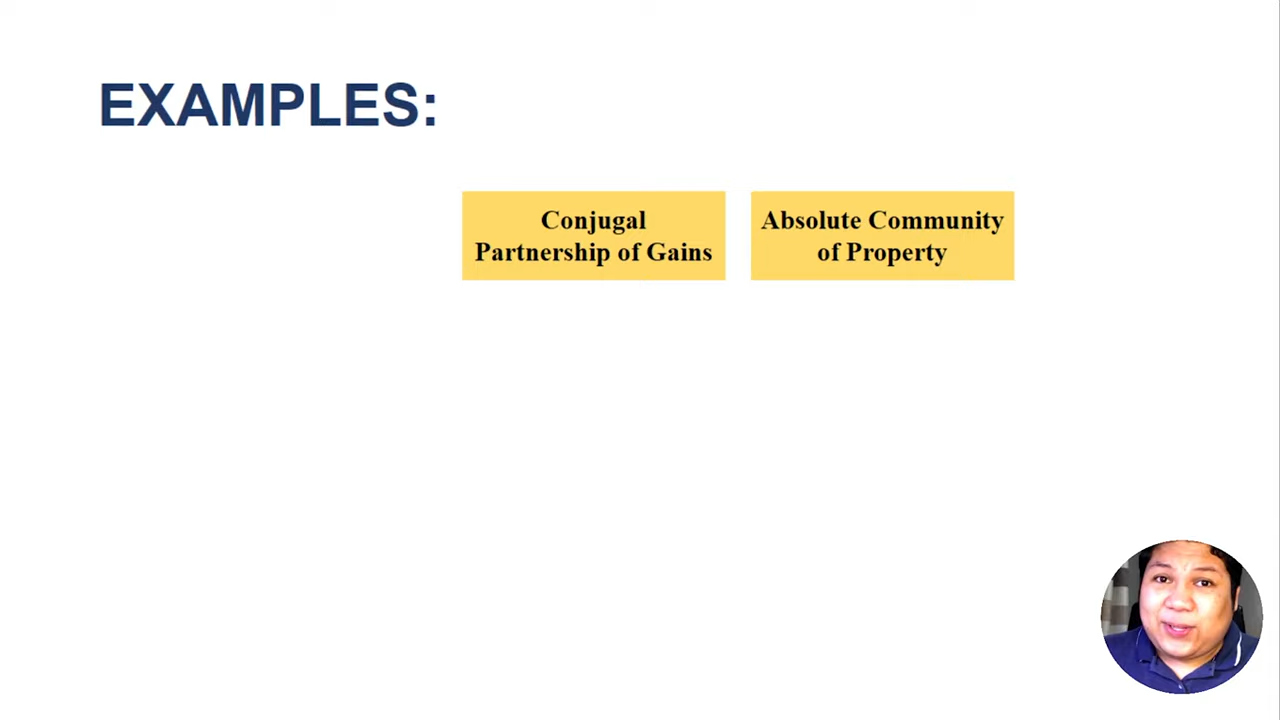 EXAMPLES:
Conjugal
Partnership of Gains
Absolute Community
of Property